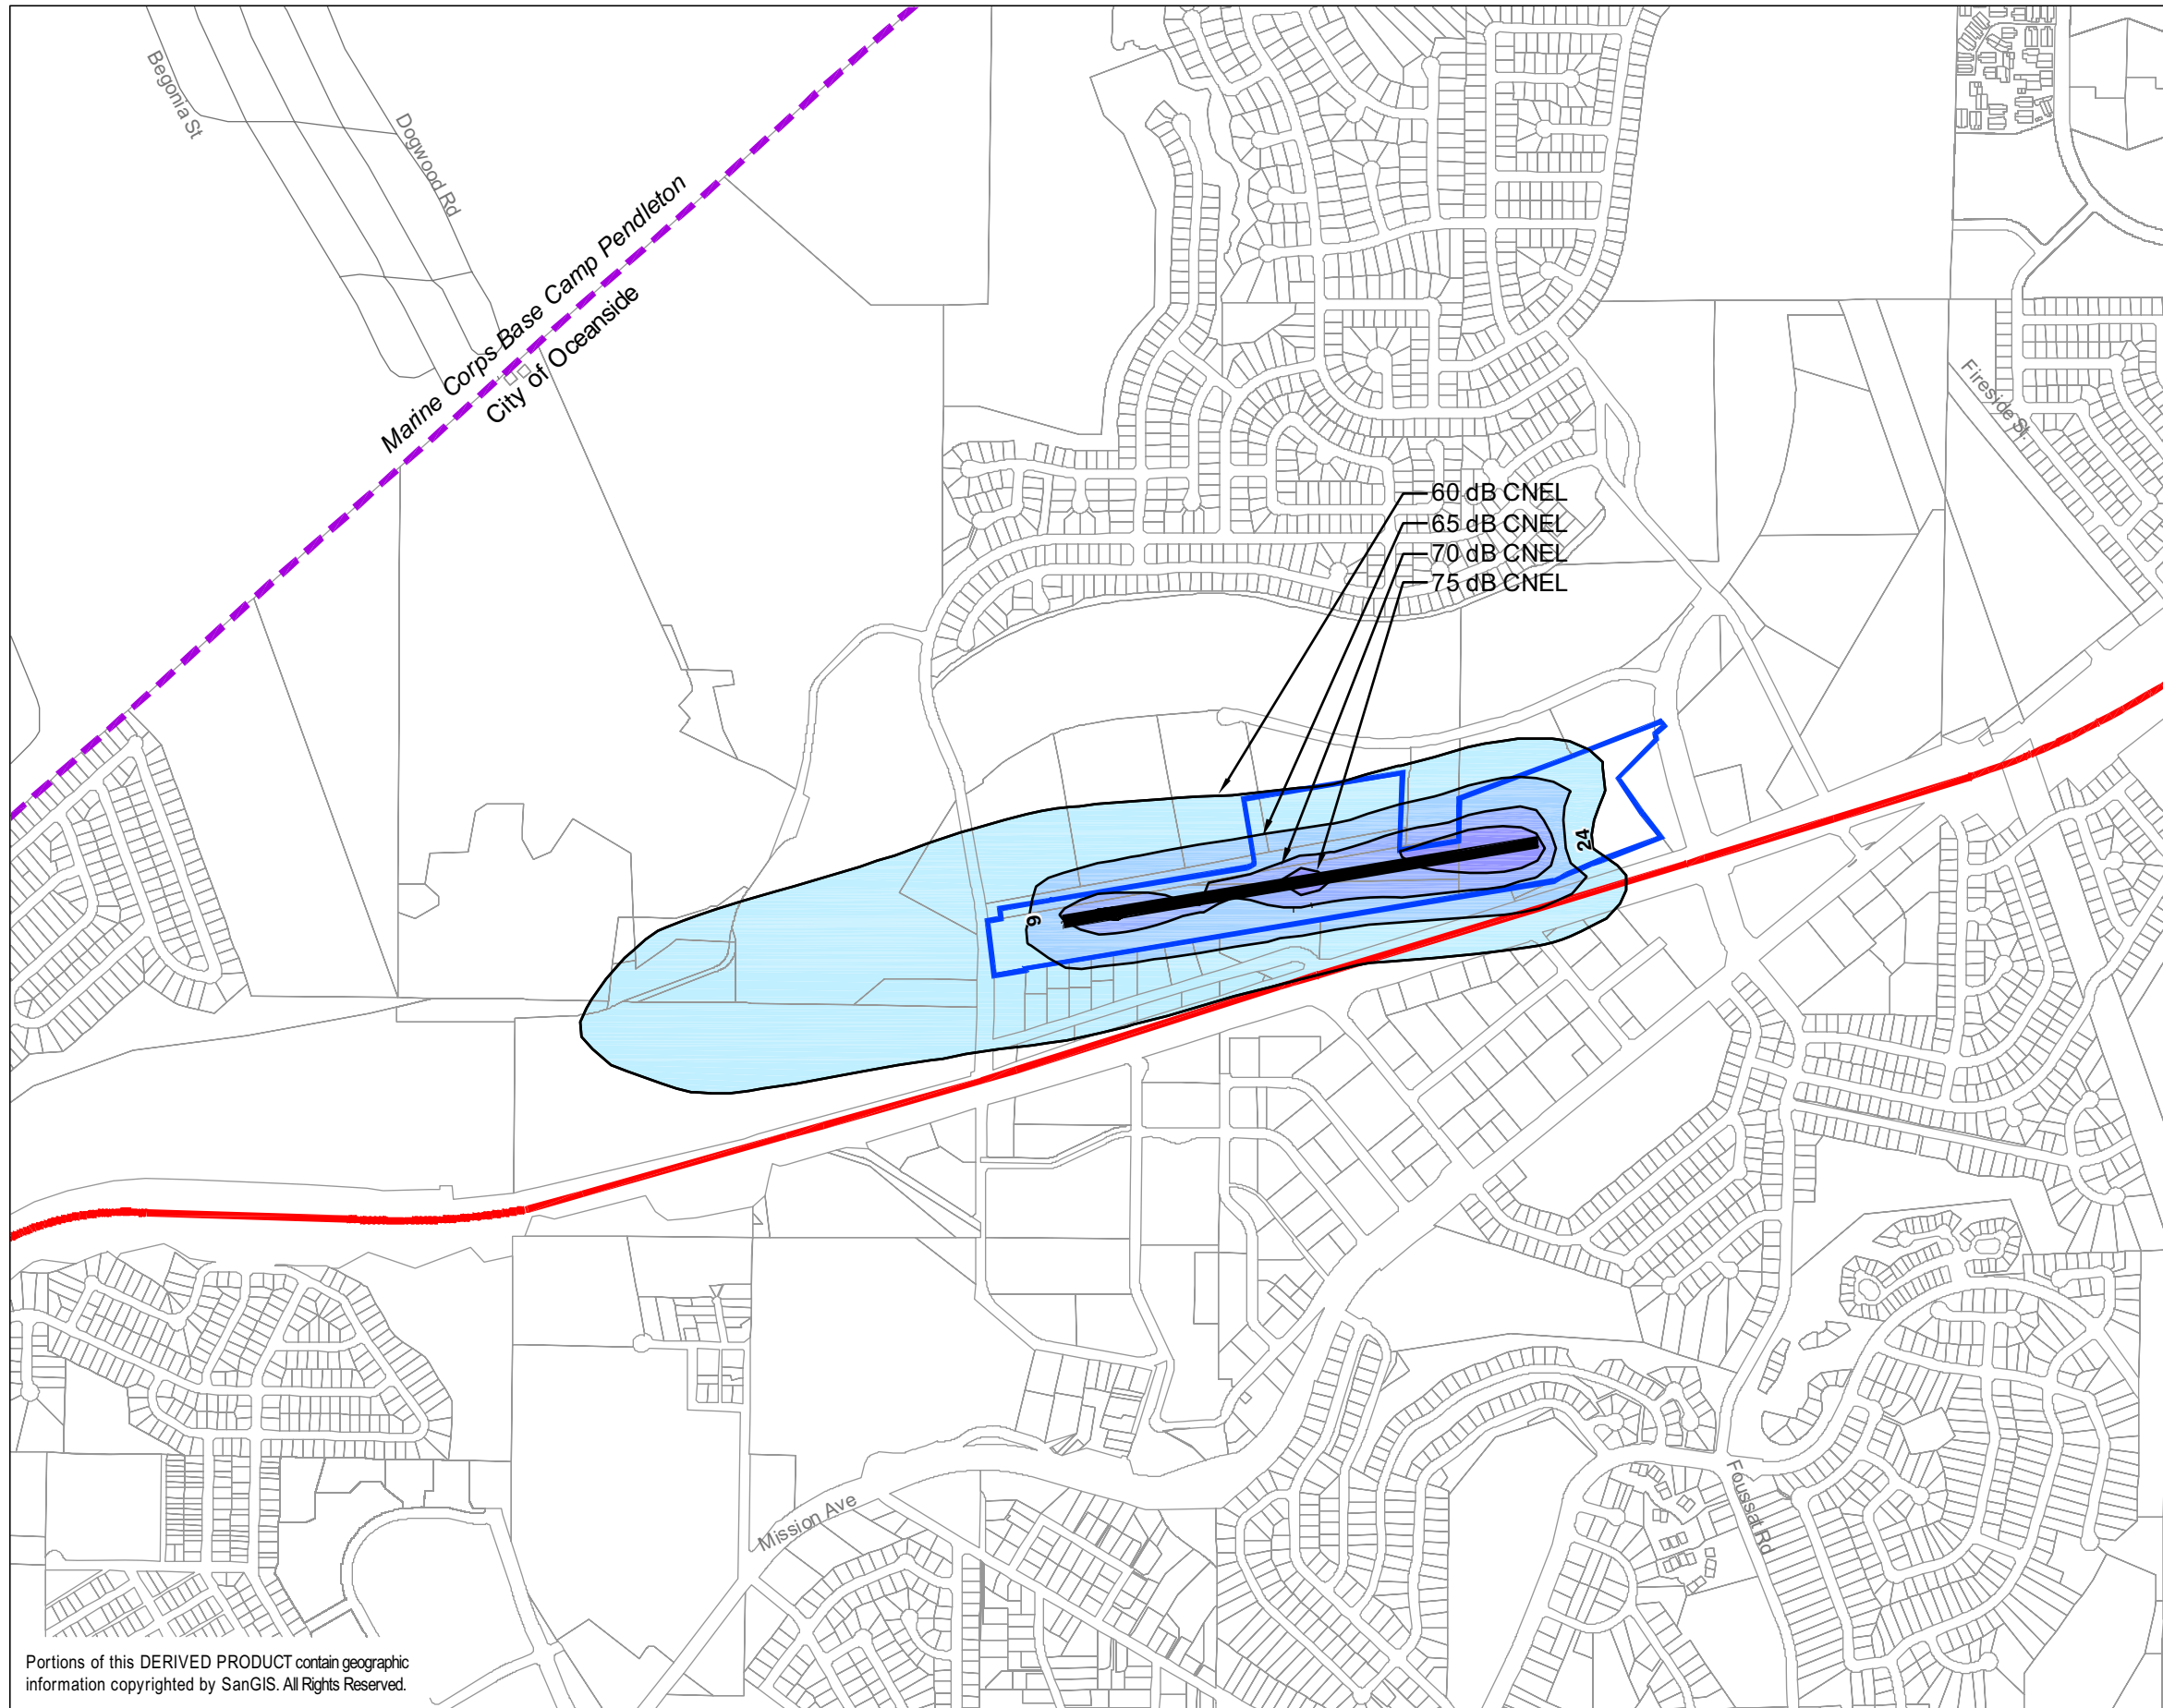 Begonia St
Dogwood Rd
Marine Corps Base Camp Pendleton
City of Oceanside
Fireside St.
60 dB CNEL
65 dB CNEL
70 dB CNEL
75 dB CNEL
24
6
Mission Ave
Foussat Rd
Portions of this DERIVED PRODUCT contain geographic
information copyrighted by SanGIS. All Rights Reserved.